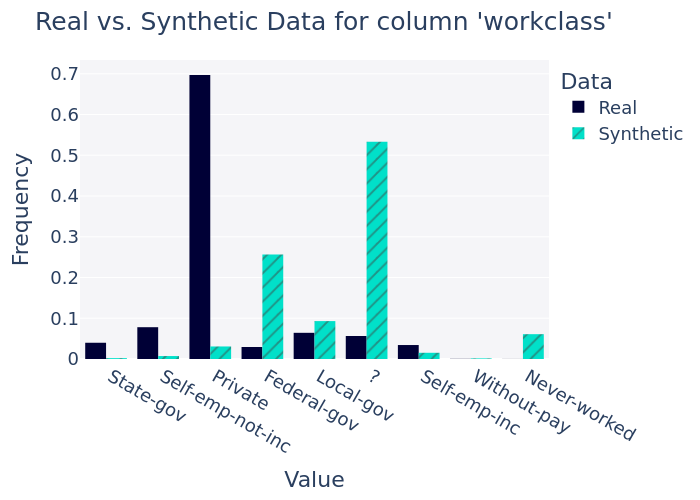 Real vs. Synthetic Data for column 'workclass'
Data
Real
Synthetic
Frequency
0.7
0.6
0.5
0.4
0.3
0.2
0.1
0
State-gov
Self-emp-not-inc
Private
Federal-gov
Local-gov
?
Self-emp-inc
Without-pay
Never-worked
Value